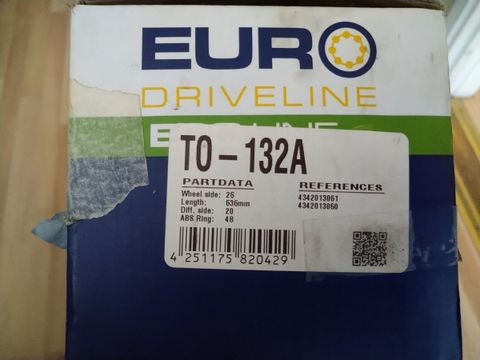 EURO
DRIVELINE
ECOLINE
TO-132A
PARTDATA
Wheel side: 26
Length: 636mm
Diff. side: 20
ABS Ring: 48
REFERENCES
4342013061
4342013060
4 251175 820429